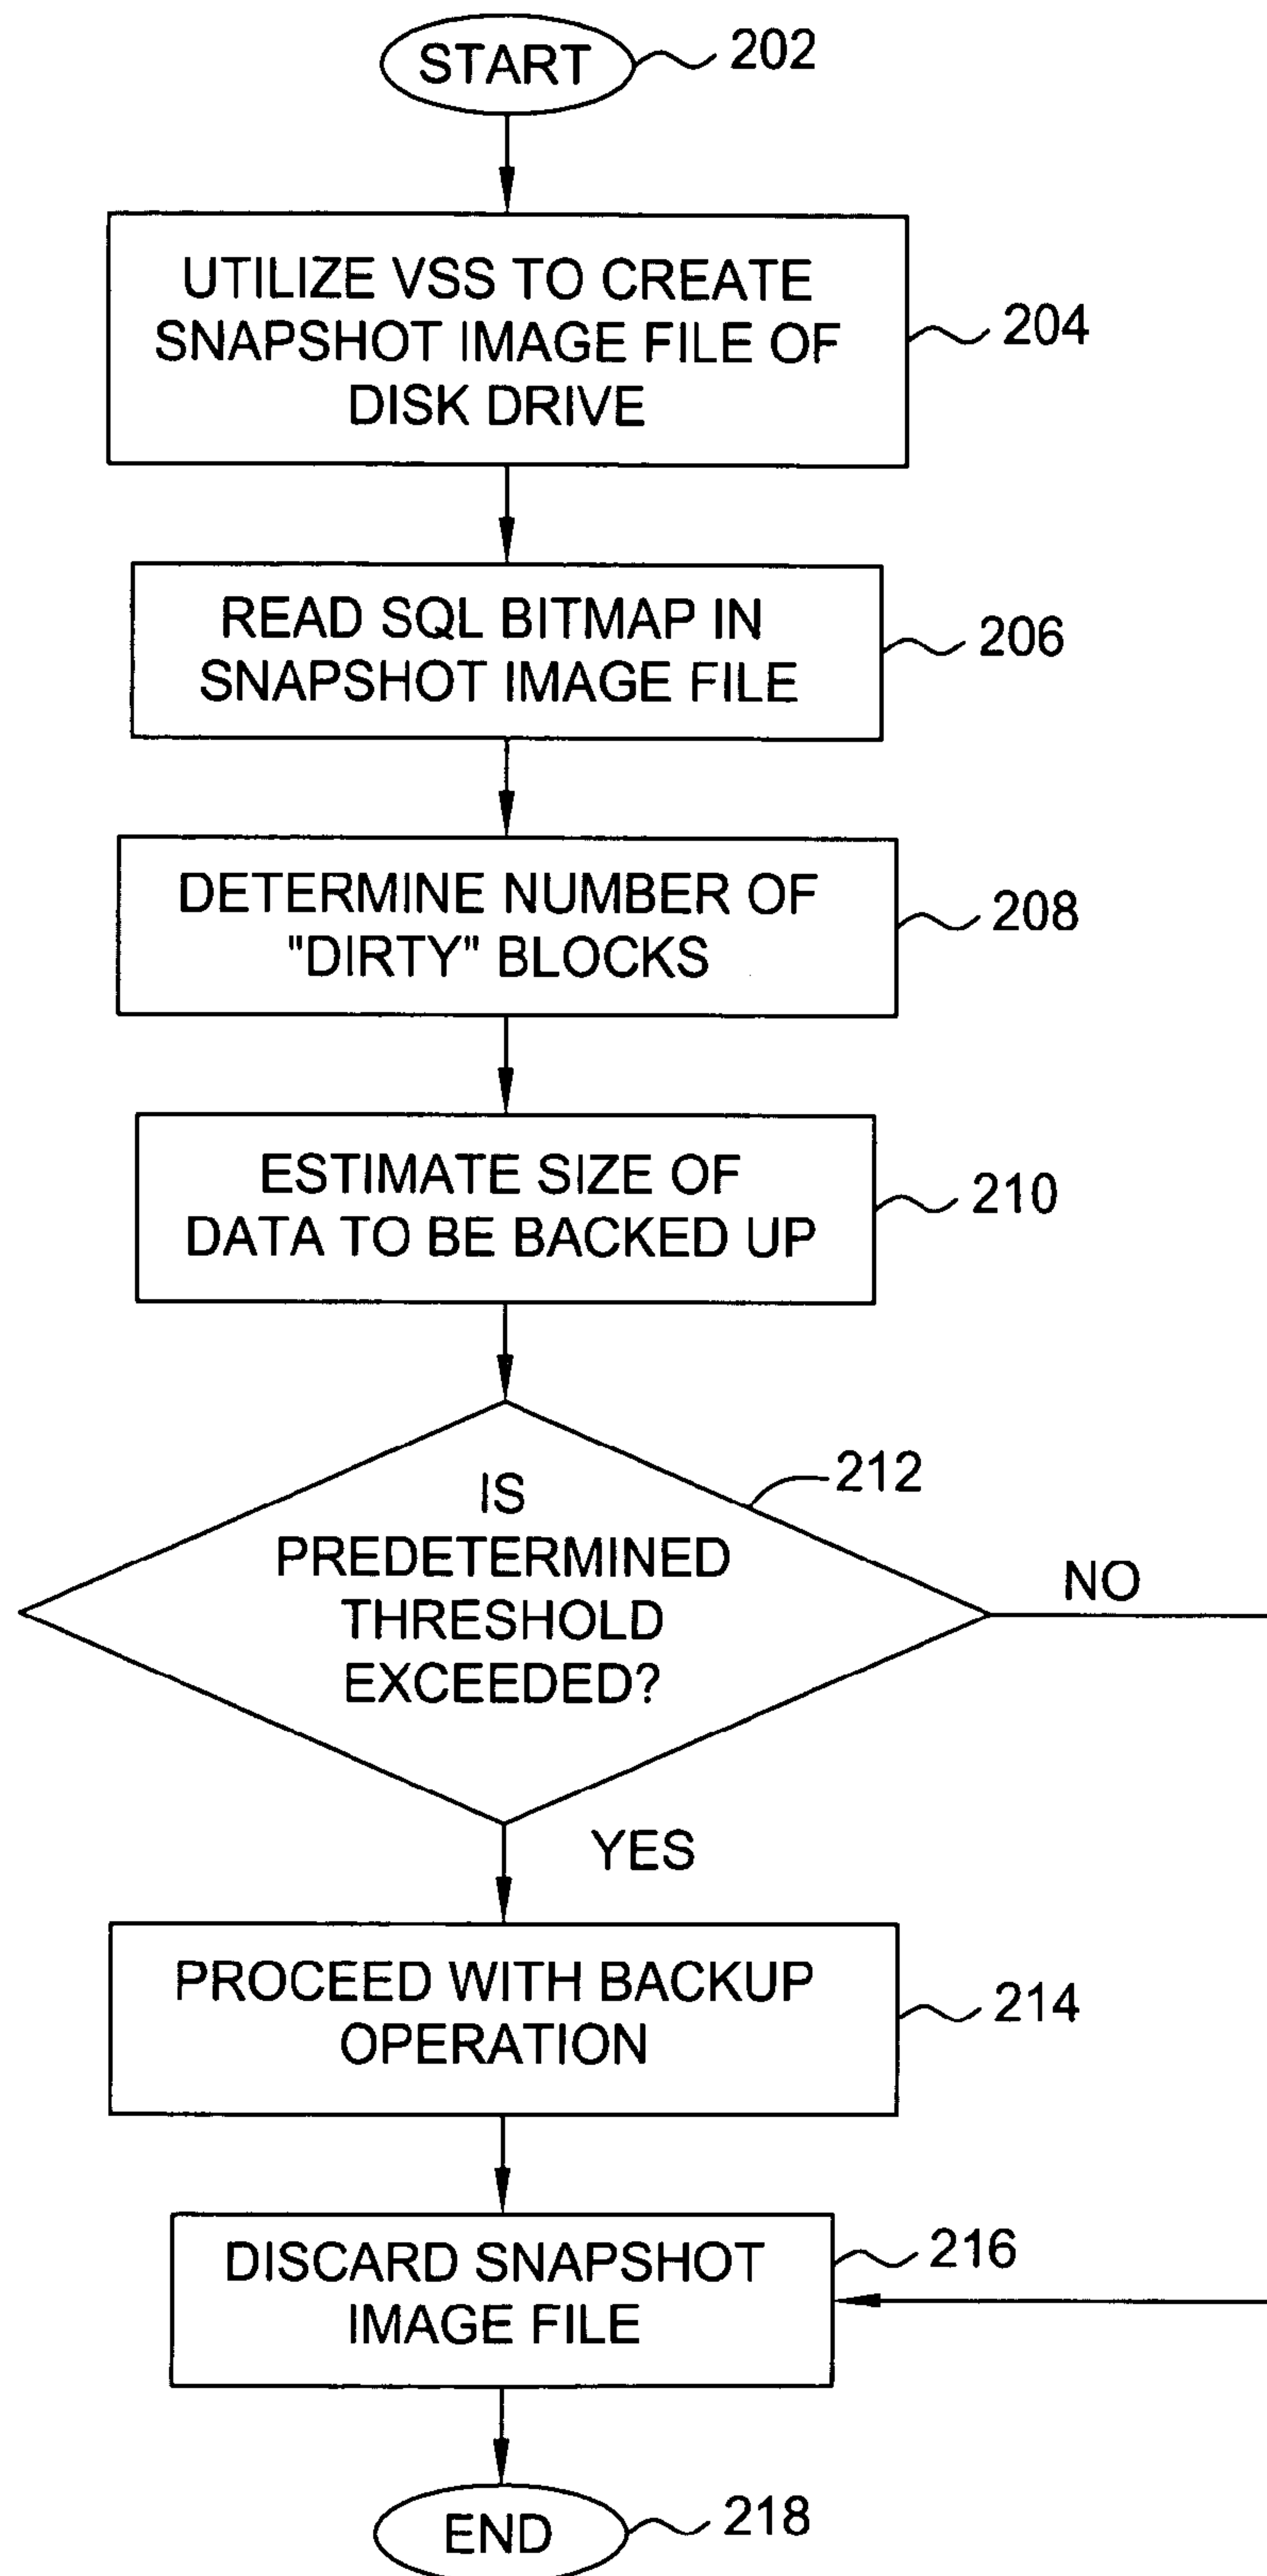 START
202
UTILIZE VSS TO CREATE
SNAPSHOT IMAGE FILE OF
DISK DRIVE
204
READ SQL BITMAP IN
SNAPSHOT IMAGE FILE
206
DETERMINE NUMBER OF
"DIRTY" BLOCKS
208
ESTIMATE SIZE OF
DATA TO BE BACKED UP
210
IS
PREDETERMINED
THRESHOLD
EXCEEDED?
212
NO
YES
PROCEED WITH BACKUP
OPERATION
214
DISCARD SNAPSHOT
IMAGE FILE
216
END
218